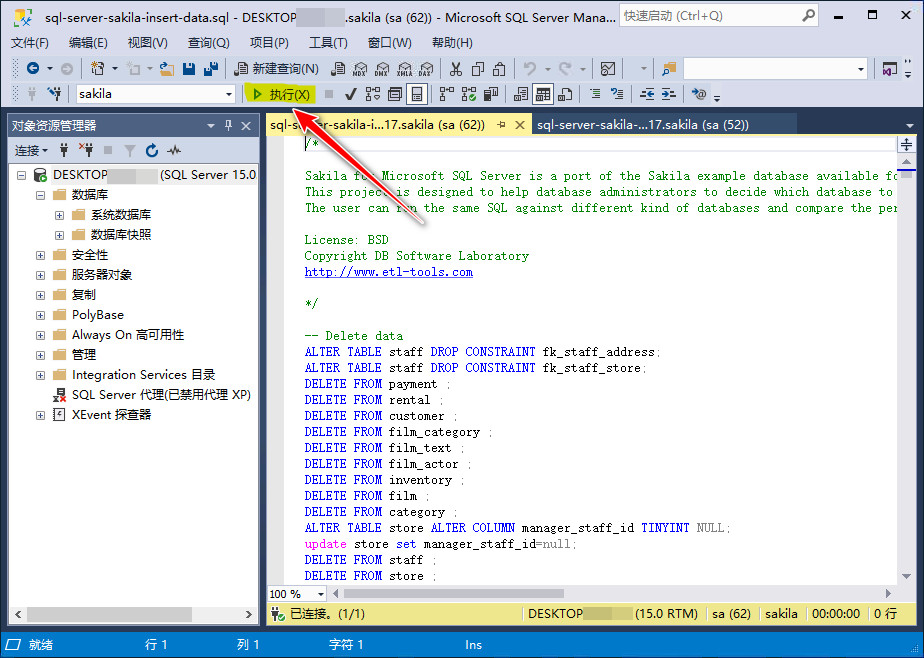 sql-server-sakila-insert-data.sql - DESKTOP .sakila (sa (62)) - Microsoft SQL Server Mana...
快速启动 (Ctrl+Q)
文件(F) 编辑(E) 视图(V) 查询(Q) 项目(P) 工具(T) 窗口(W) 帮助(H)
新建查询(N) MDX DMX XMLA DAX
sakila 执行(X)
对象资源管理器
连接
DESKTOP (SQL Server 15.0
数据库
系统数据库
数据库快照
安全性
服务器对象
复制
PolyBase
Always On 高可用性
管理
Integration Services 目录
SQL Server 代理(已禁用代理 XP)
XEvent 探查器
sql-server-sakila-i...17.sakila (sa (62)) sql-server-sakila-...17.sakila (sa (52))
/*
Sakila for Microsoft SQL Server is a port of the Sakila example database available fo
This project is designed to help database administrators to decide which database to
The user can run the same SQL against different kind of databases and compare the per
License: BSD
Copyright DB Software Laboratory
http://www.etl-tools.com
*/
-- Delete data
ALTER TABLE staff DROP CONSTRAINT fk_staff_address;
ALTER TABLE staff DROP CONSTRAINT fk_staff_store;
DELETE FROM payment ;
DELETE FROM rental ;
DELETE FROM customer ;
DELETE FROM film_category ;
DELETE FROM film_text ;
DELETE FROM film_actor ;
DELETE FROM inventory ;
DELETE FROM film ;
DELETE FROM category ;
ALTER TABLE store ALTER COLUMN manager_staff_id TINYINT NULL;
update store set manager_staff_id=null;
DELETE FROM staff ;
DELETE FROM store ;
100 %
已连接。(1/1) DESKTOP (15.0 RTM) sa (62) sakila 00:00:00 0 行
就绪 行 1 列 1 字符 1 Ins